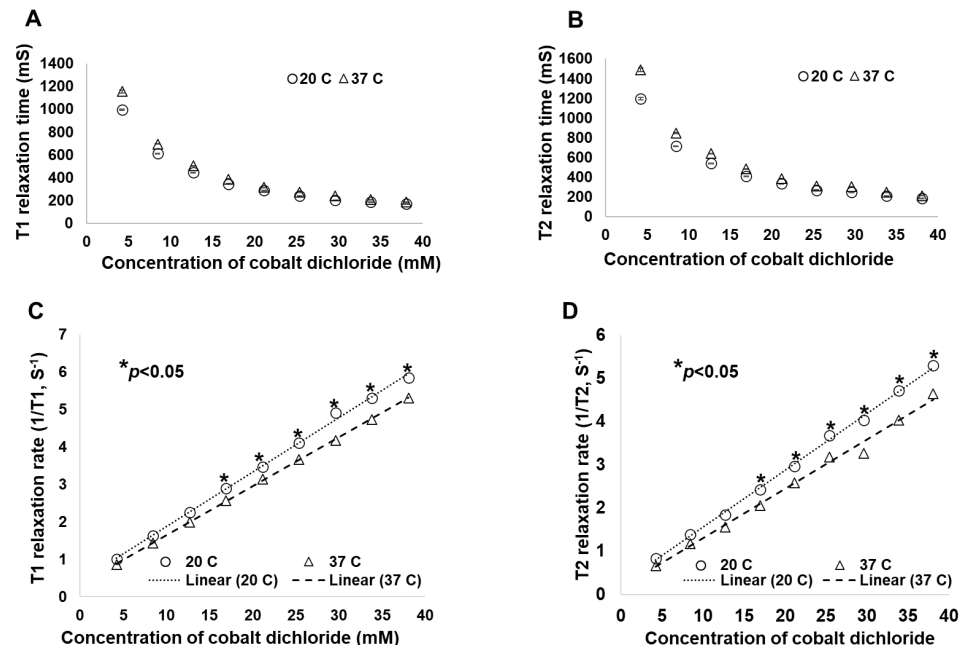 A
T1 relaxation time (mS)
1400
1200
1000
800
600
400
200
0
20 C 37 C
0 5 10 15 20 25 30 35 40
Concentration of cobalt dichloride (mM)
B
T2 relaxation time (mS)
1600
1400
1200
1000
800
600
400
200
0
20 C 37 C
0 5 10 15 20 25 30 35 40
Concentration of cobalt dichloride
C
T1 relaxation rate (1/T1, S⁻¹)
7
6
5
4
3
2
1
0
*p<0.05
* * * * * *
20 C 37 C
Linear (20 C) Linear (37 C)
0 5 10 15 20 25 30 35 40
Concentration of cobalt dichloride (mM)
D
T2 relaxation rate (1/T2, S⁻¹)
6
5
4
3
2
1
0
*p<0.05
* * * * * *
20 C 37 C
Linear (20 C) Linear (37 C)
0 5 10 15 20 25 30 35 40
Concentration of cobalt dichloride